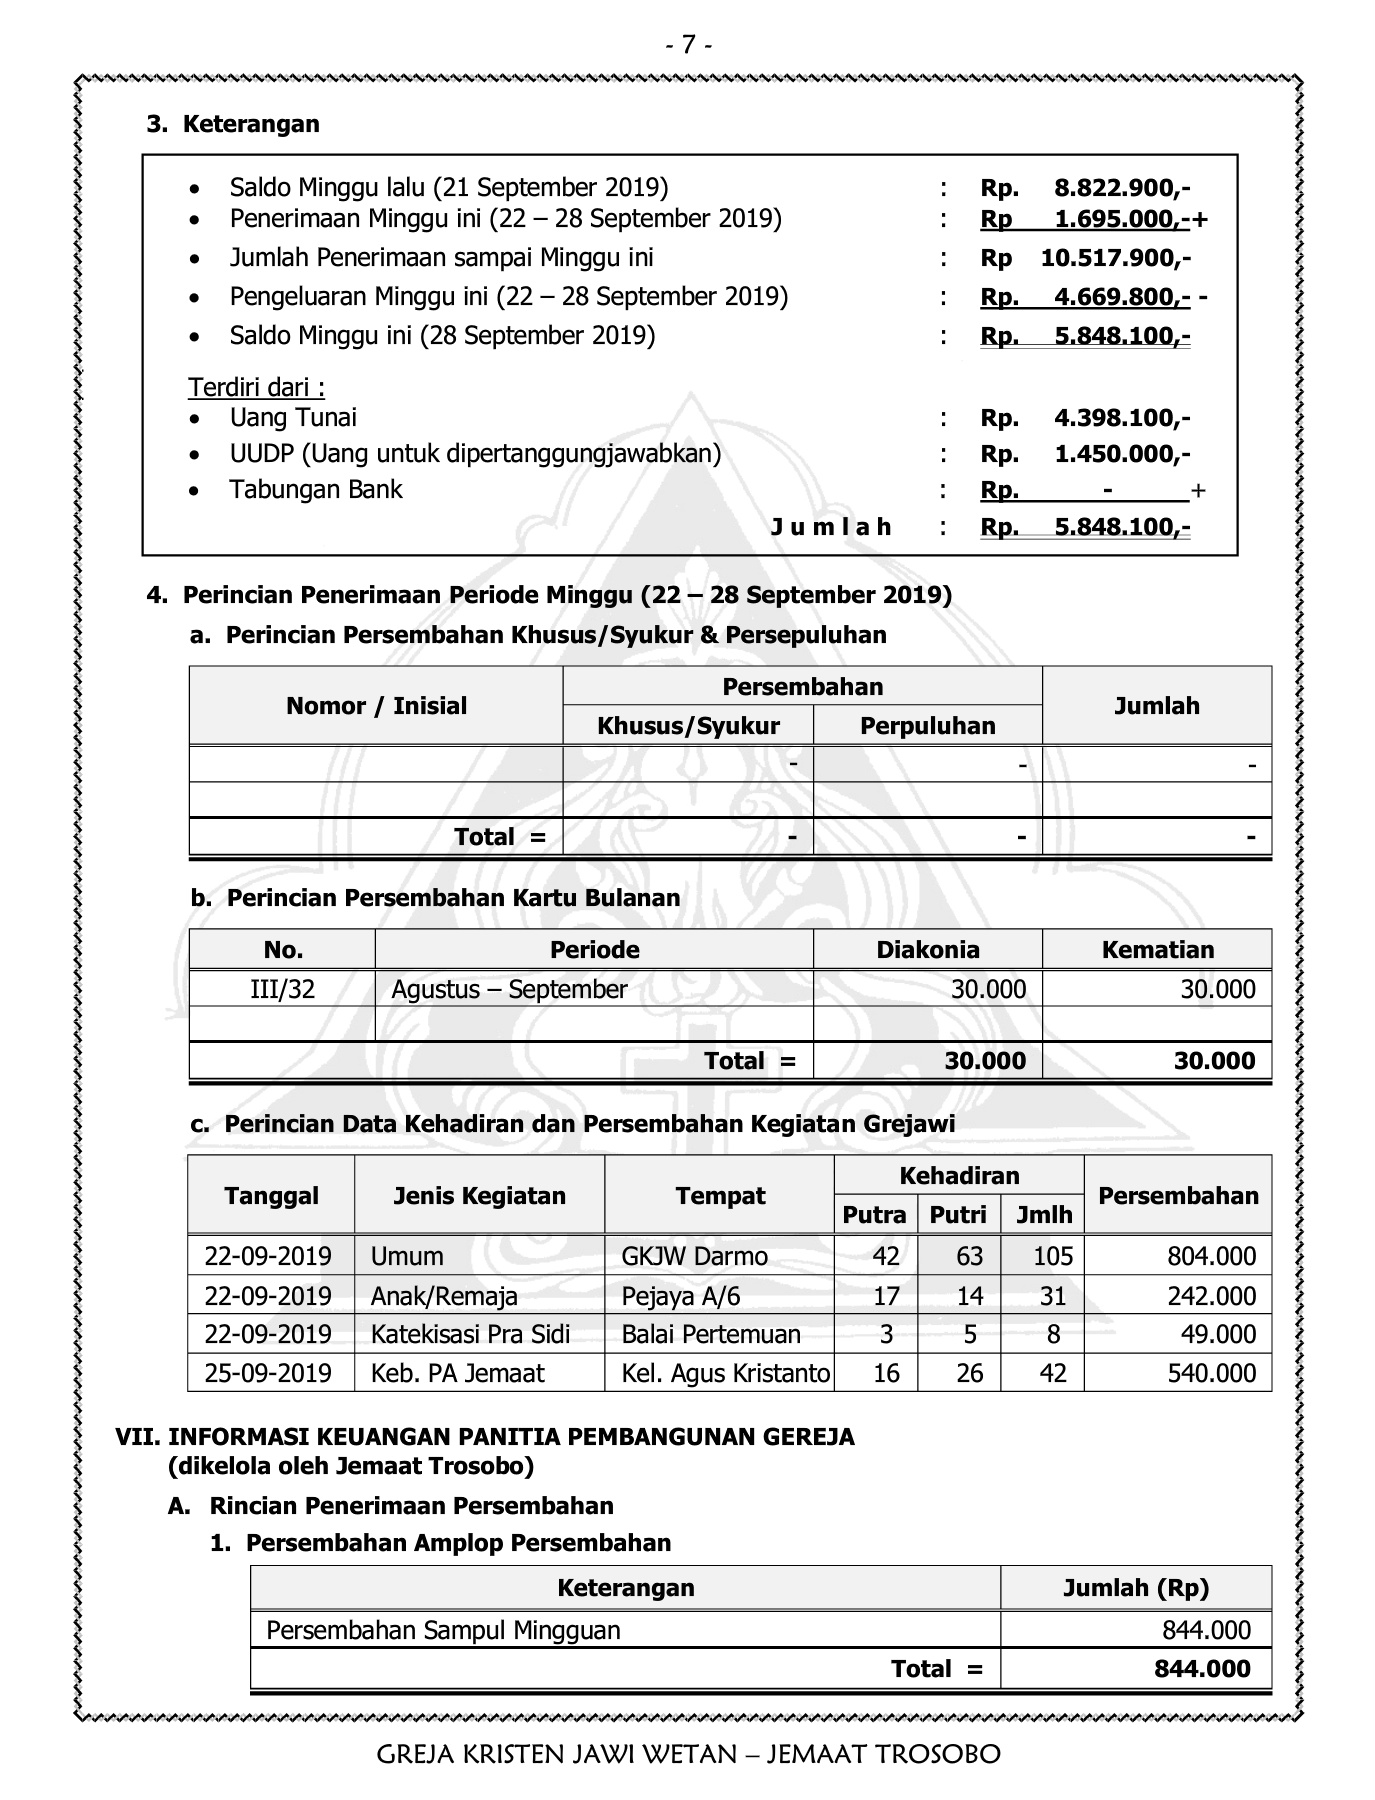 - 7 -
3. Keterangan
• Saldo Minggu lalu (21 September 2019) : Rp. 8.822.900,-
• Penerimaan Minggu ini (22 – 28 September 2019) : Rp 1.695.000,-+
• Jumlah Penerimaan sampai Minggu ini : Rp 10.517.900,-
• Pengeluaran Minggu ini (22 – 28 September 2019) : Rp. 4.669.800,- -
• Saldo Minggu ini (28 September 2019) : Rp. 5.848.100,-
Terdiri dari :
• Uang Tunai : Rp. 4.398.100,-
• UUDP (Uang untuk dipertanggungjawabkan) : Rp. 1.450.000,-
• Tabungan Bank : Rp. - +
J u m l a h : Rp. 5.848.100,-
4. Perincian Penerimaan Periode Minggu (22 – 28 September 2019)
a. Perincian Persembahan Khusus/Syukur & Persepuluhan
Nomor / Inisial Persembahan Jumlah
Khusus/Syukur Perpuluhan
- - -
Total = - - -
b. Perincian Persembahan Kartu Bulanan
No. Periode Diakonia Kematian
III/32 Agustus – September 30.000 30.000
Total = 30.000 30.000
c. Perincian Data Kehadiran dan Persembahan Kegiatan Grejawi
Tanggal Jenis Kegiatan Tempat Kehadiran Persembahan
Putra Putri Jmlh
22-09-2019 Umum GKJW Darmo 42 63 105 804.000
22-09-2019 Anak/Remaja Pejaya A/6 17 14 31 242.000
22-09-2019 Katekisasi Pra Sidi Balai Pertemuan 3 5 8 49.000
25-09-2019 Keb. PA Jemaat Kel. Agus Kristanto 16 26 42 540.000
VII. INFORMASI KEUANGAN PANITIA PEMBANGUNAN GEREJA
(dikelola oleh Jemaat Trosobo)
A. Rincian Penerimaan Persembahan
1. Persembahan Amplop Persembahan
Keterangan Jumlah (Rp)
Persembahan Sampul Mingguan 844.000
Total = 844.000
GREJA KRISTEN JAWI WETAN – JEMAAT TROSOBO